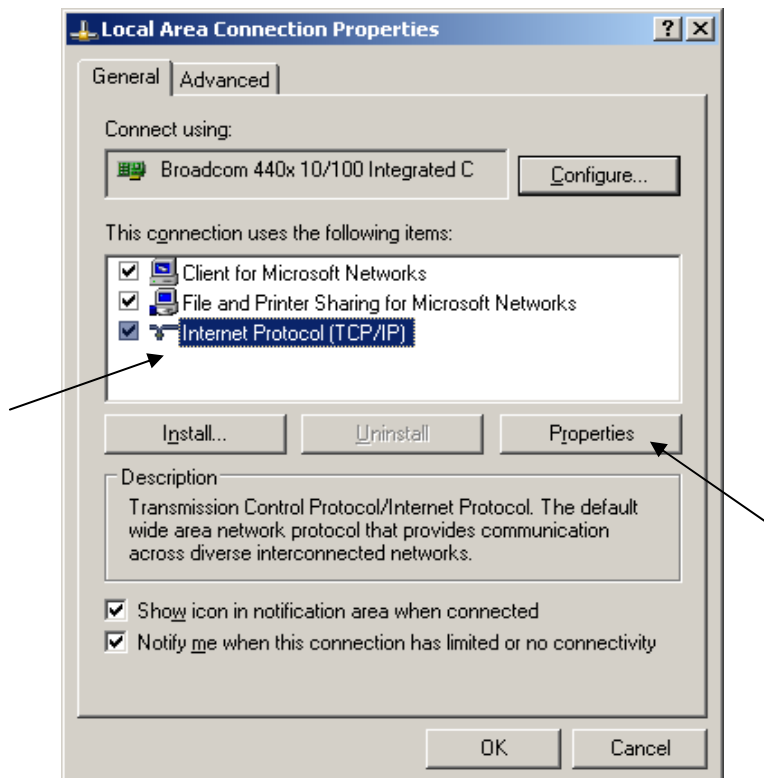 Local Area Connection Properties
General Advanced
Connect using:
Broadcom 440x 10/100 Integrated C Configure...
This connection uses the following items:
Client for Microsoft Networks
File and Printer Sharing for Microsoft Networks
Internet Protocol (TCP/IP)
Install... Uninstall Properties
Description
Transmission Control Protocol/Internet Protocol. The default
wide area network protocol that provides communication
across diverse interconnected networks.
Show icon in notification area when connected
Notify me when this connection has limited or no connectivity
OK Cancel